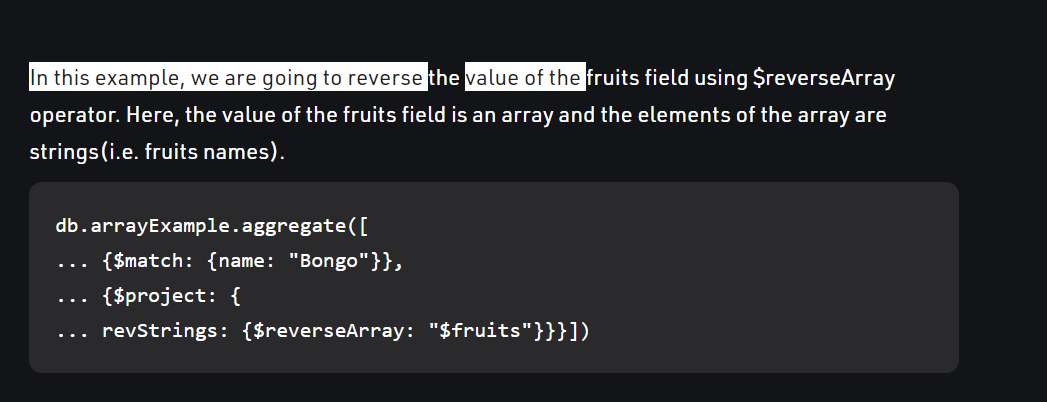 In this example, we are going to reverse the value of the fruits field using $reverseArray
operator. Here, the value of the fruits field is an array and the elements of the array are
strings(i.e. fruits names).
db.arrayExample.aggregate([
... {$match: {name: "Bongo"}},
... {$project: {
... revStrings: {$reverseArray: "$fruits"}}}])